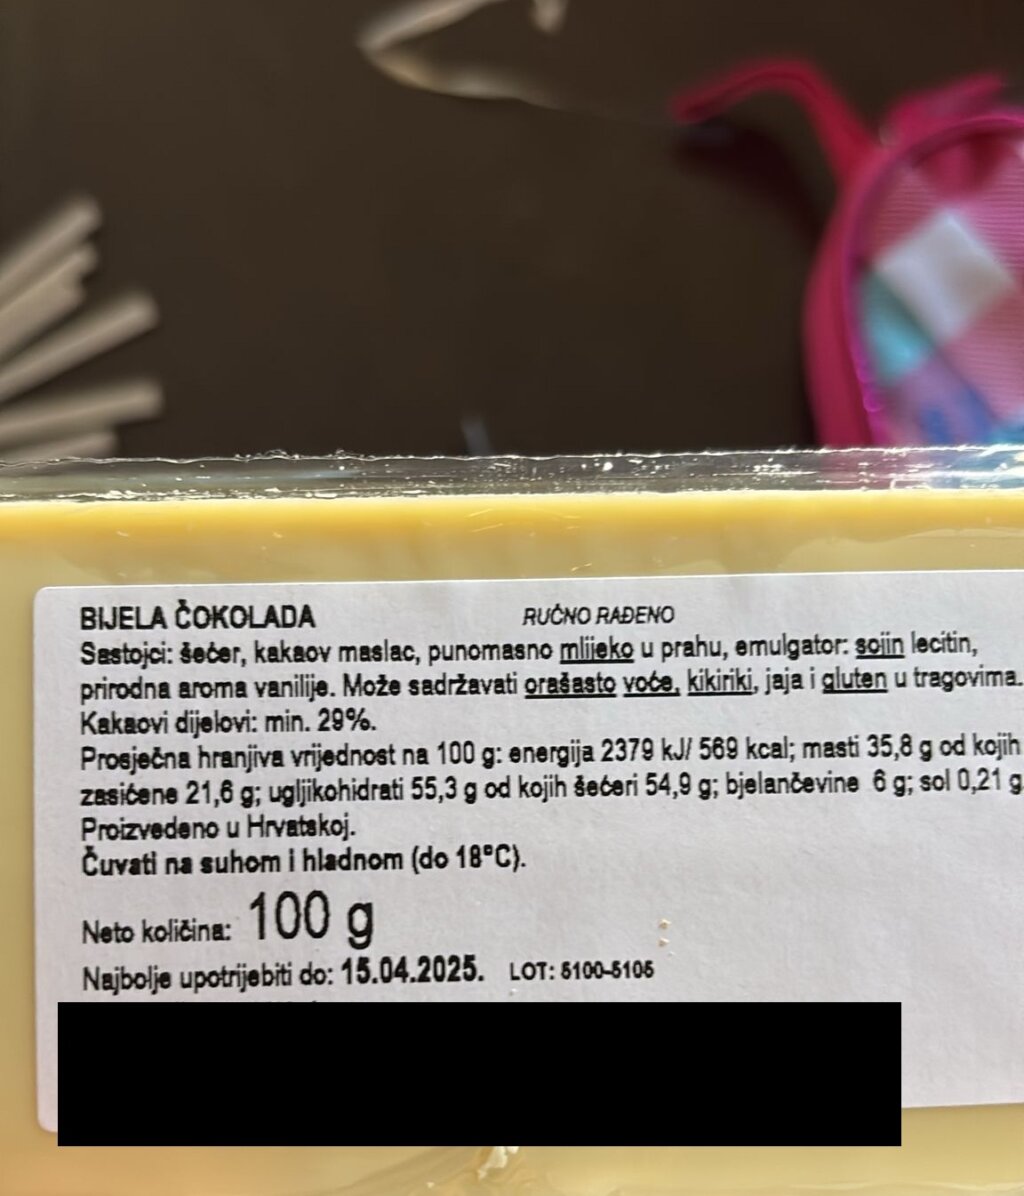 BIJELA ČOKOLADA RUČNO RAĐENO
Sastojci: šećer, kakaov maslac, punomasno mlijeko u prahu, emulgator: sojin lecitin,
prirodna aroma vanilije. Može sadržavati orašasto voće, kikiriki, jaja i gluten u tragovima.
Kakaovi dijelovi: min. 29%.
Prosječna hranjiva vrijednost na 100 g: energija 2379 kJ/ 569 kcal; masti 35,8 g od kojih
zasićene 21,6 g; ugljikohidrati 55,3 g od kojih šećeri 54,9 g; bjelančevine 6 g; sol 0,21 g
Proizvedeno u Hrvatskoj.
Čuvati na suhom i hladnom (do 18°C).
Neto količina: 100 g
Najbolje upotrijebiti do: 15.04.2025. LOT: 5100-5105